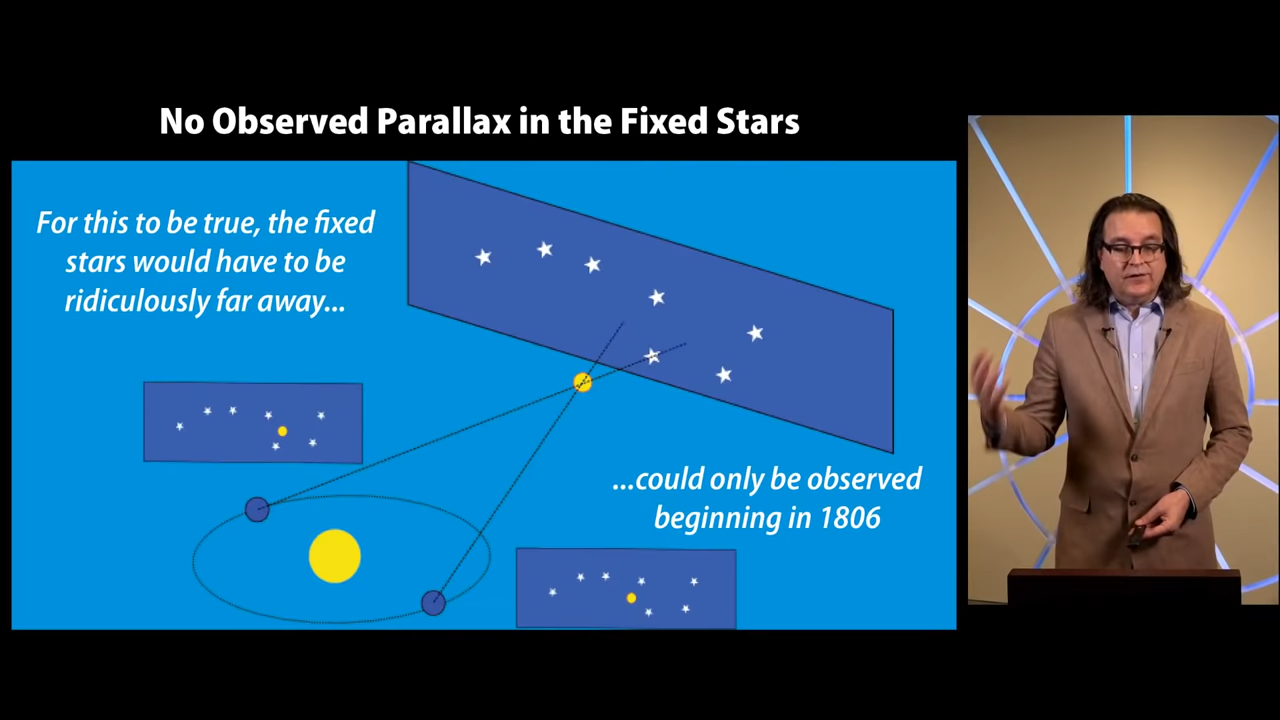 No Observed Parallax in the Fixed Stars
For this to be true, the fixed
stars would have to be
ridiculously far away...
...could only be observed
beginning in 1806